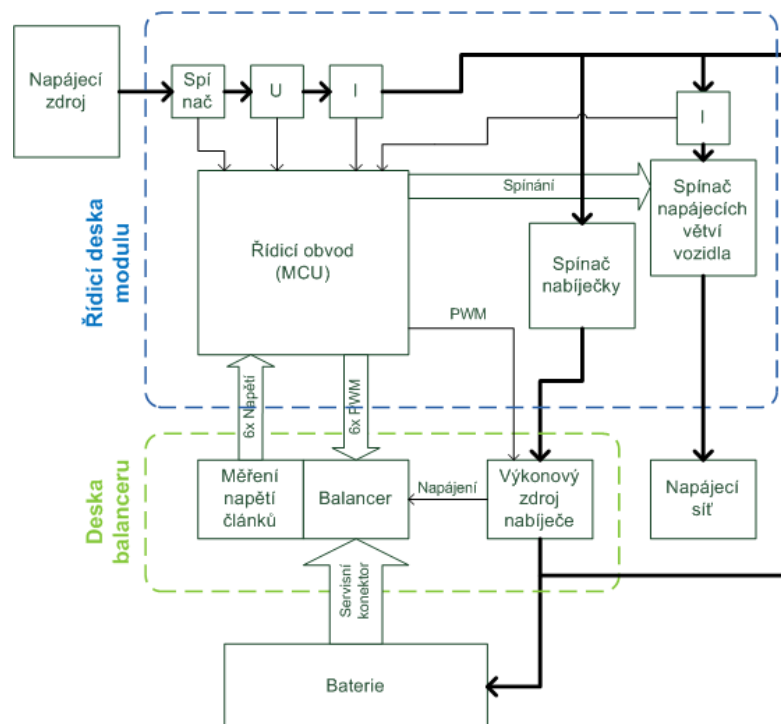 Napájecí
zdroj
Spí
nač
U
I
I
Spínání
Spínač
napájecích
větví
vozidla
Řídicí obvod
(MCU)
Spínač
nabíječky
PWM
Řídicí deska
modulu
6x Napětí
6x PWM
Měření
napětí
článků
Balancer
Napájení
Výkonový
zdroj
nabíječe
Napájecí
síť
Deska
balanceru
Servisní
konektor
Baterie